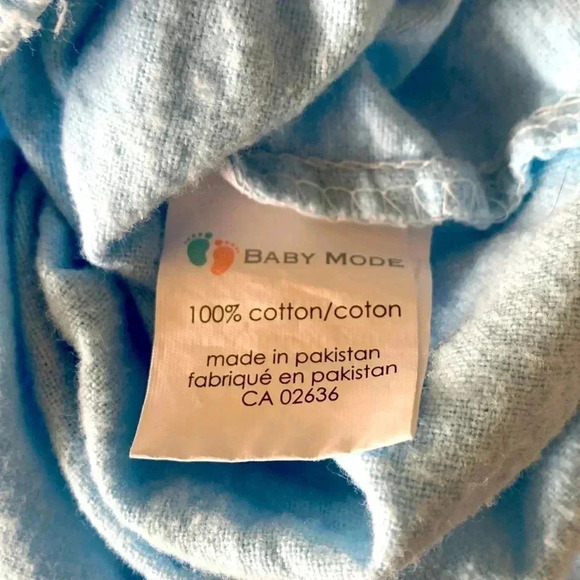 BABY MODE
100% cotton/coton
made in pakistan
fabriqué en pakistan
CA 02636